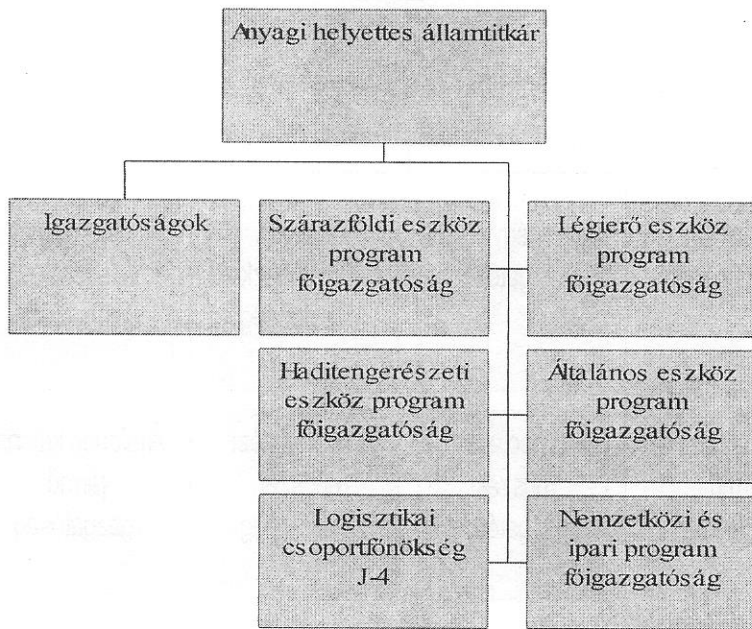 Anyagi helyettes államtitkár
Igazgatóságok
Szárazföldi eszköz
program
főigazgatóság
Légierő eszköz
program
főigazgatóság
Haditengerészeti
eszköz program
főigazgatóság
Általános eszköz
program
főigazgatóság
Logisztikai
csoportfőnökség
J-4
Nemzetközi és
ipari program
főigazgatóság